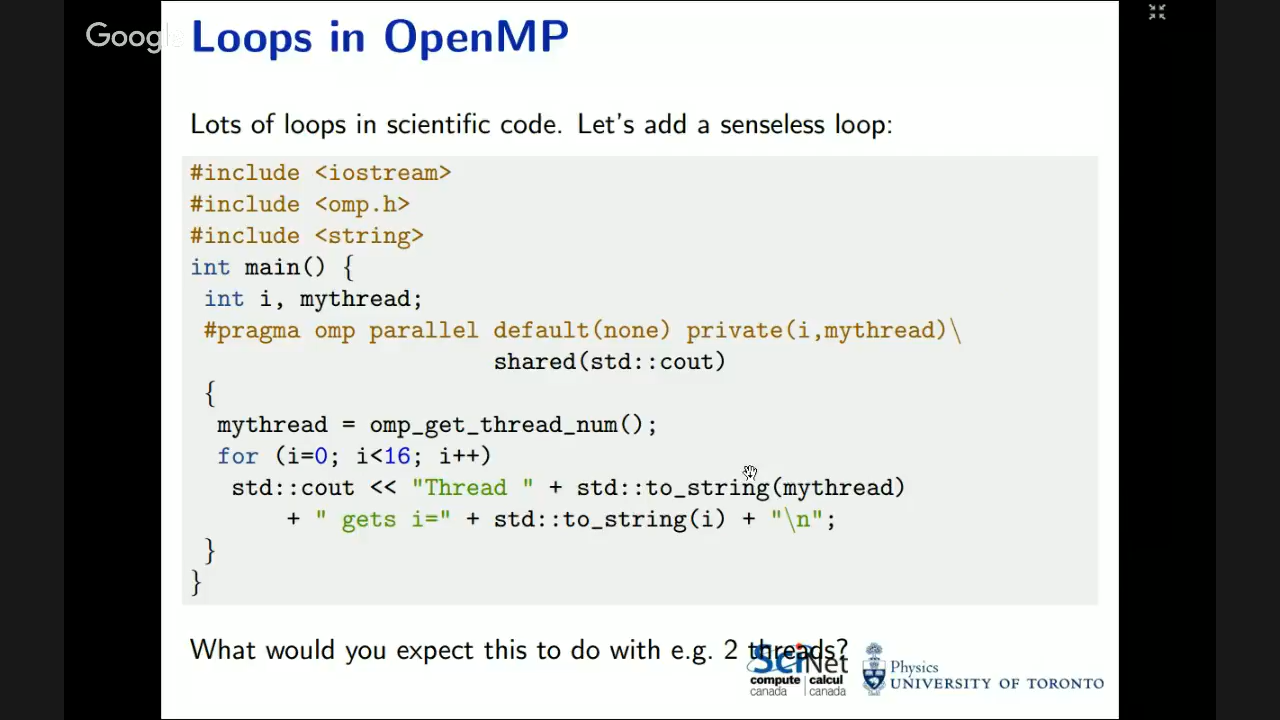 Google
Loops in OpenMP
Lots of loops in scientific code. Let's add a senseless loop:
#include <iostream>
#include <omp.h>
#include <string>
int main() {
int i, mythread;
#pragma omp parallel default(none) private(i,mythread)\
shared(std::cout)
{
mythread = omp_get_thread_num();
for (i=0; i<16; i++)
std::cout << "Thread " + std::to_string(mythread)
+ " gets i=" + std::to_string(i) + "\n";
}
}
What would you expect this to do with e.g. 2 threads?
SciNet
compute | calcul
canada | canada
Physics
UNIVERSITY OF TORONTO